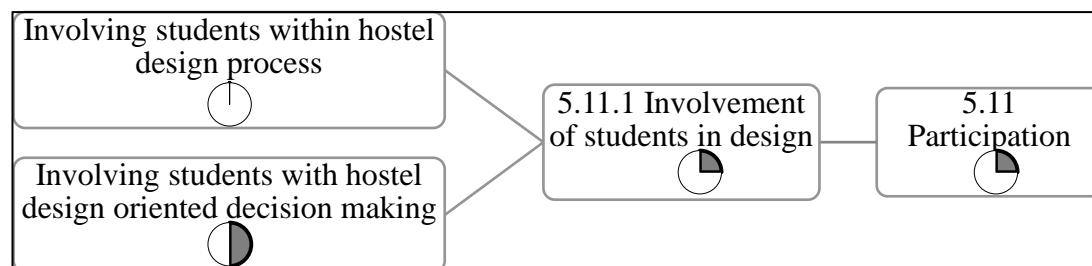 Involving students within hostel
design process
Involving students with hostel
design oriented decision making
5.11.1 Involvement
of students in design
5.11
Participation